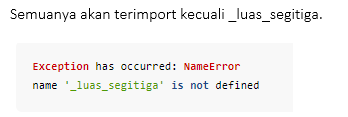 Semuanya akan terimport kecuali _luas_segitiga.
Exception has occurred: NameError
name '_luas_segitiga' is not defined